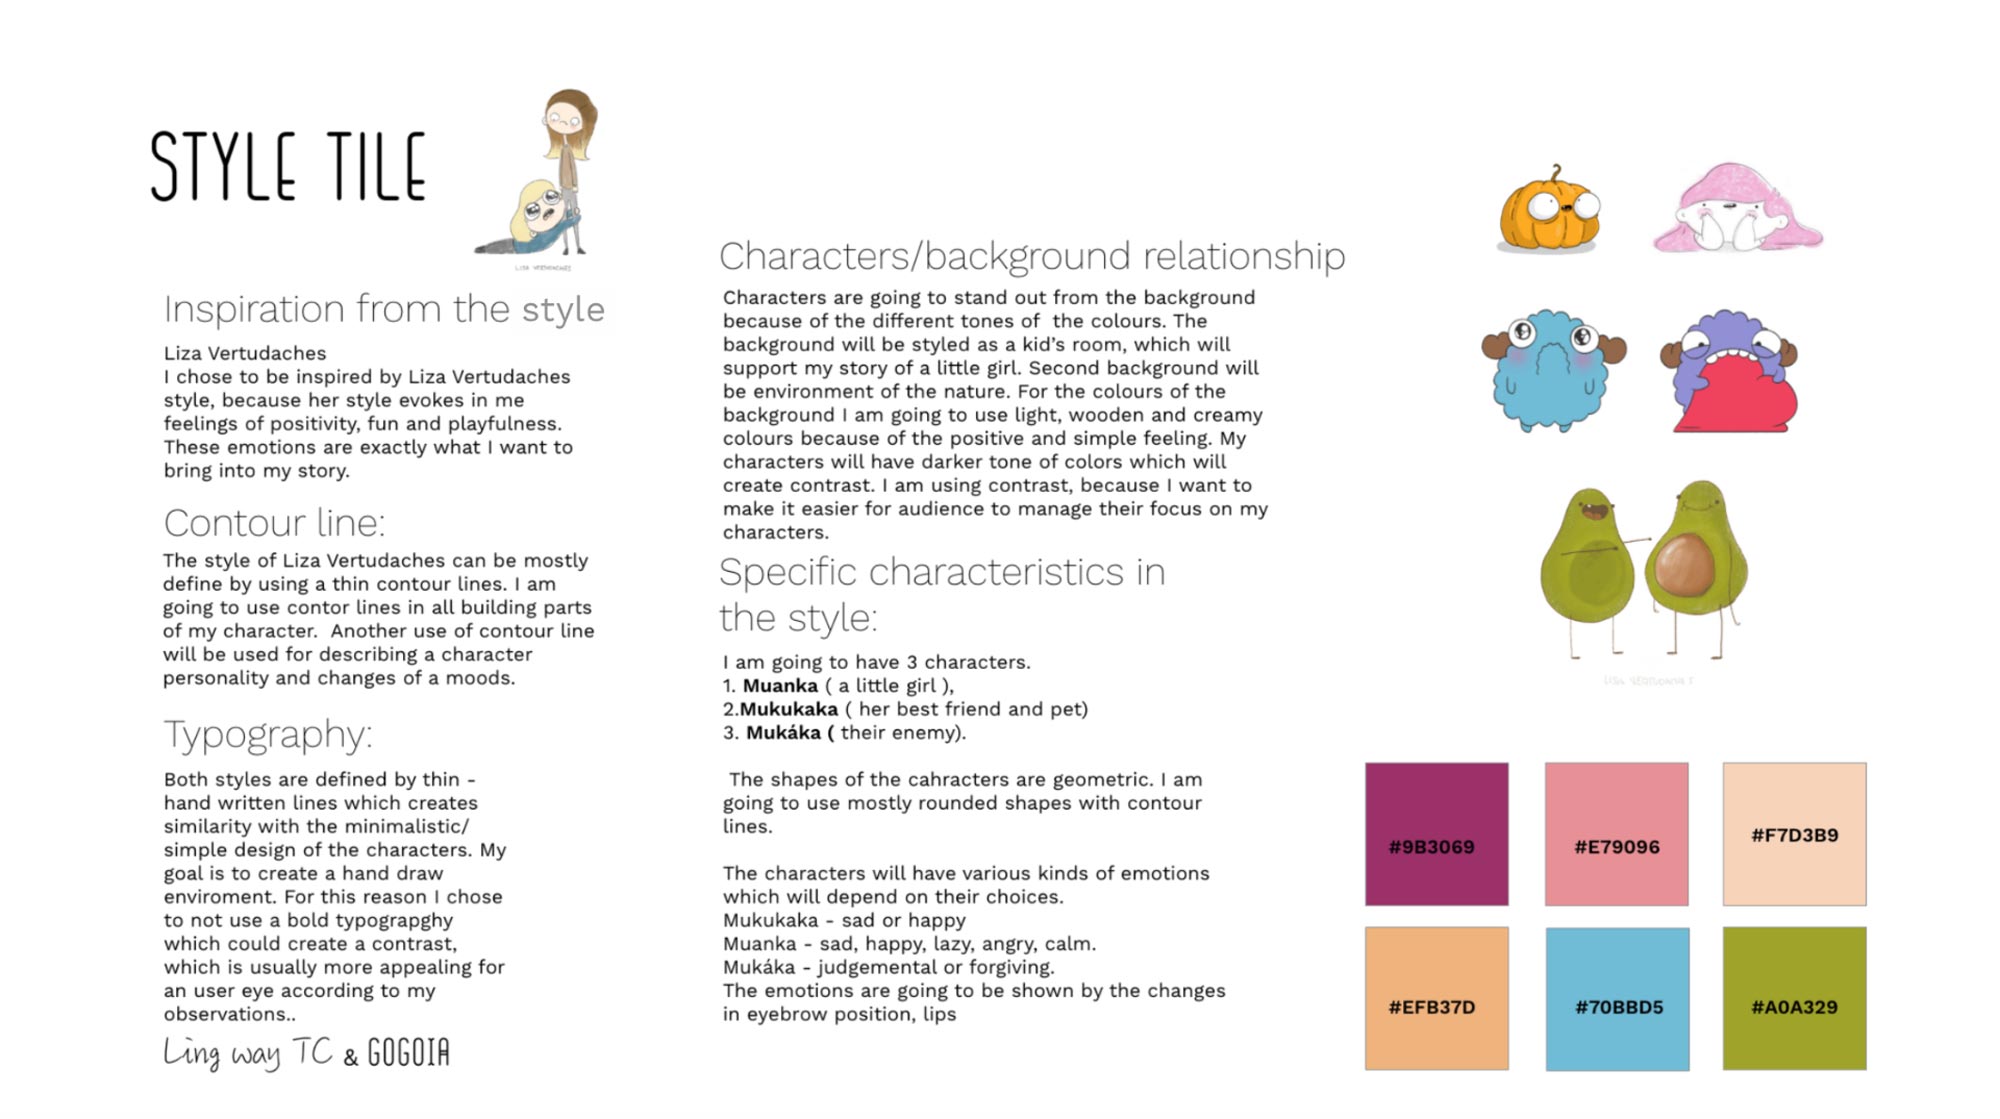 STYLE TILE
LIZA VERTUDACHES
Inspiration from the style
Liza Vertudaches
I chose to be inspired by Liza Vertudaches
style, because her style evokes in me
feelings of positivity, fun and playfulness.
These emotions are exactly what I want to
bring into my story.
Contour line:
The style of Liza Vertudaches can be mostly
define by using a thin contour lines. I am
going to use contor lines in all building parts
of my character.  Another use of contour line
will be used for describing a character
personality and changes of a moods.
Typography:
Both styles are defined by thin -
hand written lines which creates
similarity with the minimalistic/
simple design of the characters. My
goal is to create a hand draw
enviroment. For this reason I chose
to not use a bold typograpghy
which could create a contrast,
which is usually more appealing for
an user eye according to my
observations..
Ling way TC & GOGOIA
Characters/background relationship
Characters are going to stand out from the background
because of the different tones of  the colours. The
background will be styled as a kid’s room, which will
support my story of a little girl. Second background will
be environment of the nature. For the colours of the
background I am going to use light, wooden and creamy
colours because of the positive and simple feeling. My
characters will have darker tone of colors which will
create contrast. I am using contrast, because I want to
make it easier for audience to manage their focus on my
characters.
Specific characteristics in
the style:
I am going to have 3 characters.
1. Muanka ( a little girl ),
2.Mukukaka ( her best friend and pet)
3. Mukáka ( their enemy).
The shapes of the cahracters are geometric. I am
going to use mostly rounded shapes with contour
lines.
The characters will have various kinds of emotions
which will depend on their choices.
Mukukaka - sad or happy
Muanka - sad, happy, lazy, angry, calm.
Mukáka - judgemental or forgiving.
The emotions are going to be shown by the changes
in eyebrow position, lips
#9B3069
#E79096
#F7D3B9
#EFB37D
#70BBD5
#A0A329